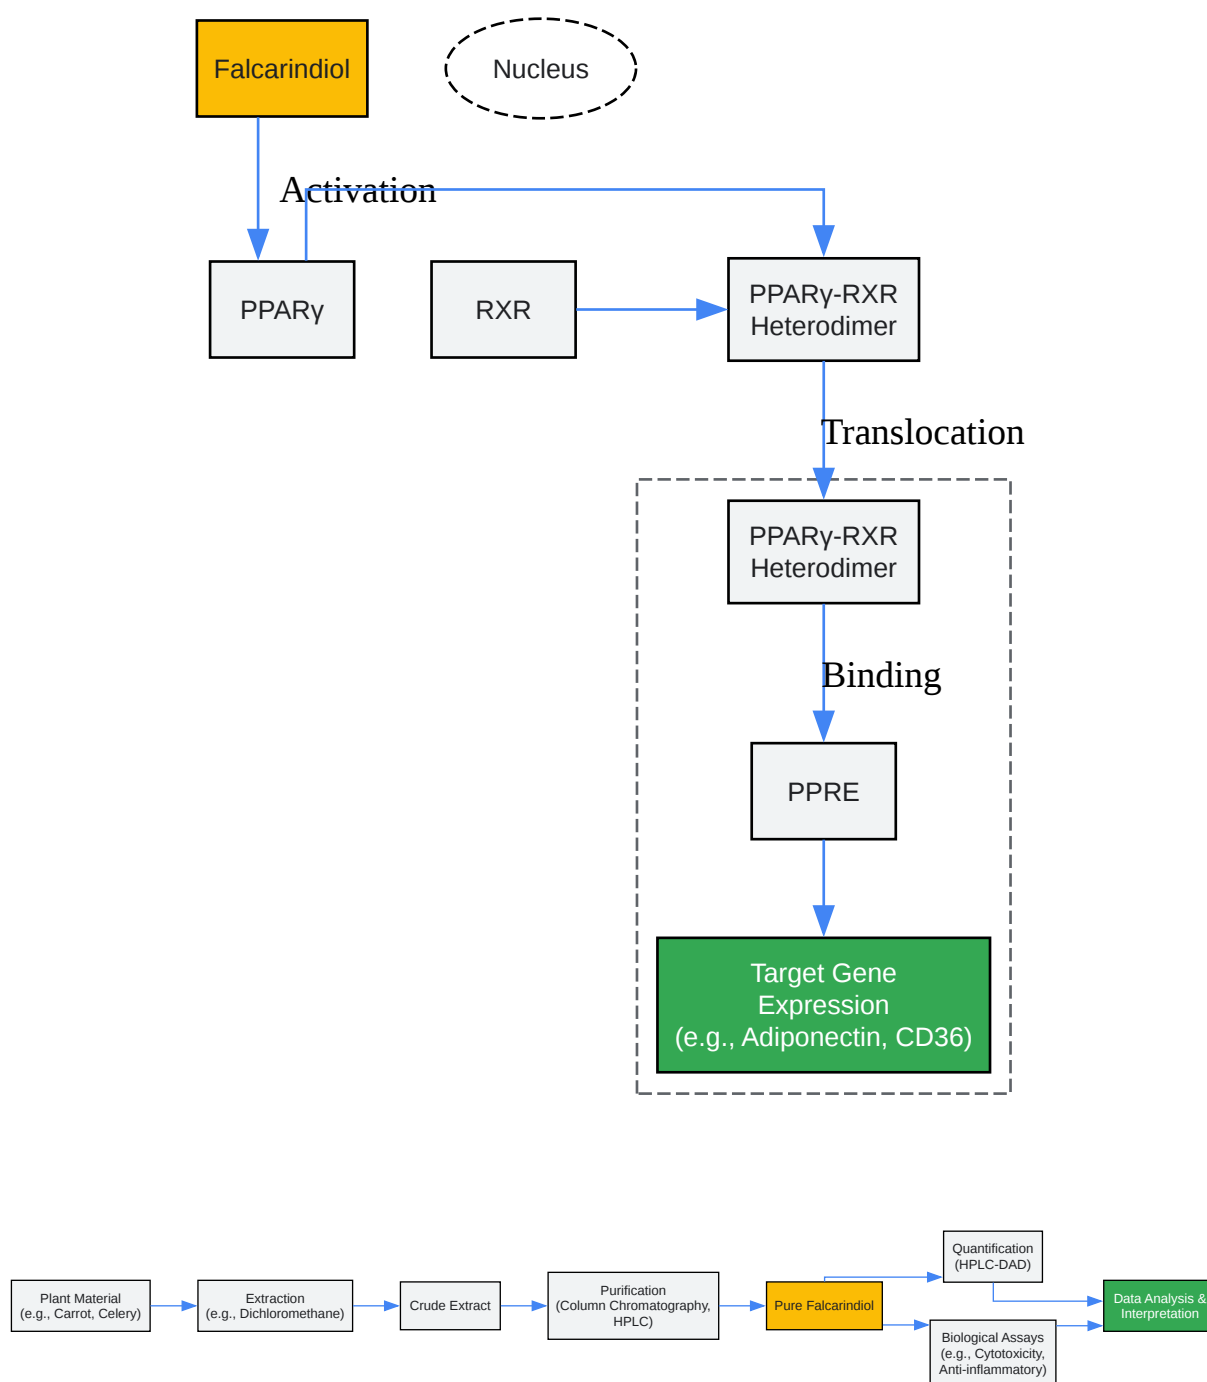 Falcarindiol
Nucleus
Activation
PPARγ
RXR
PPARγ-RXR
Heterodimer
Translocation
PPARγ-RXR
Heterodimer
Binding
PPRE
Target Gene
Expression
(e.g., Adiponectin, CD36)
Plant Material
(e.g., Carrot, Celery)
Extraction
(e.g., Dichloromethane)
Crude Extract
Purification
(Column Chromatography,
HPLC)
Pure Falcarindiol
Quantification
(HPLC-DAD)
Biological Assays
(e.g., Cytotoxicity,
Anti-inflammatory)
Data Analysis &
Interpretation